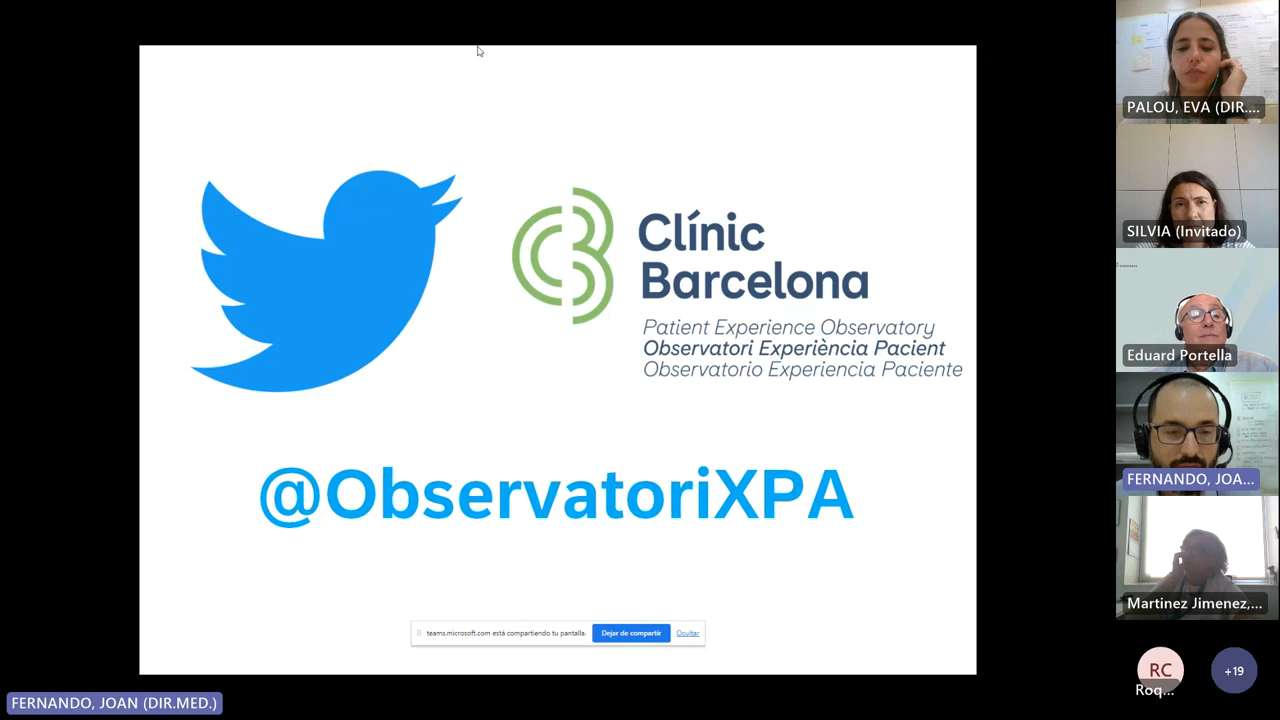 Clínic
Barcelona
Patient Experience Observatory
Observatori Experiència Pacient
Observatorio Experiencia Paciente
@ObservatoriXPA
teams.microsoft.com está compartiendo tu pantalla.
Dejar de compartir
Ocultar
FERNANDO, JOAN (DIR.MED.)
PALOU, EVA (DIR....
SILVIA (Invitado)
Eduard Portella
FERNANDO, JOA...
Martinez Jimenez,...
RC
Roq...
+19